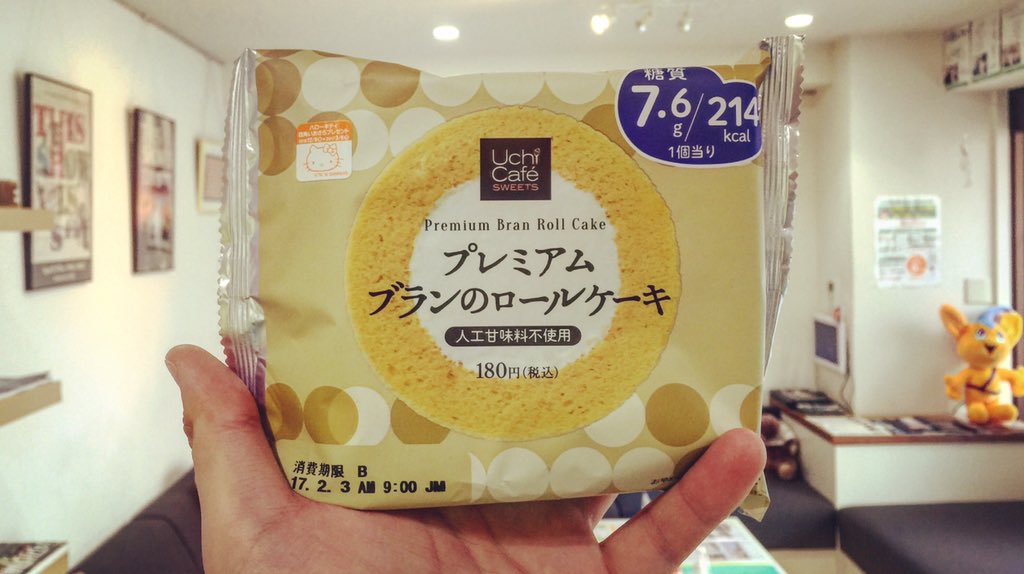 糖質
7.6g/214kcal
1個当り
Uchi
Café
SWEETS
Premium Bran Roll Cake
プレミアム
ブランのロールケーキ
人工甘味料不使用
180円(税込)
消費期限 B
17. 2. 3 AM 9:00 JM